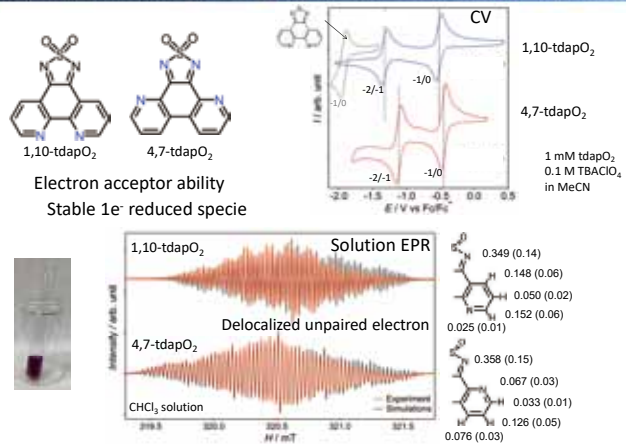 CV
1,10-tdapO2
4,7-tdapO2
1,10-tdapO2
4,7-tdapO2
Electron acceptor ability
Stable 1e- reduced specie
-1/0
-2/-1
-1/0
-2/-1
-1/0
I / arb. unit
-2.0 -1.5 -1.0 -0.5 0.0 0.5
E / V vs Fc/Fc+
1 mM tdapO2
0.1 M TBAClO4
in MeCN
Solution EPR
1,10-tdapO2
Delocalized unpaired electron
4,7-tdapO2
CHCl3 solution
Experiment
Simulations
Intensity / arb. unit
319.5 320.0 320.5 321.0 321.5
H / mT
0.349 (0.14)
0.148 (0.06)
0.050 (0.02)
0.152 (0.06)
0.025 (0.01)
0.358 (0.15)
0.067 (0.03)
0.033 (0.01)
0.126 (0.05)
0.076 (0.03)